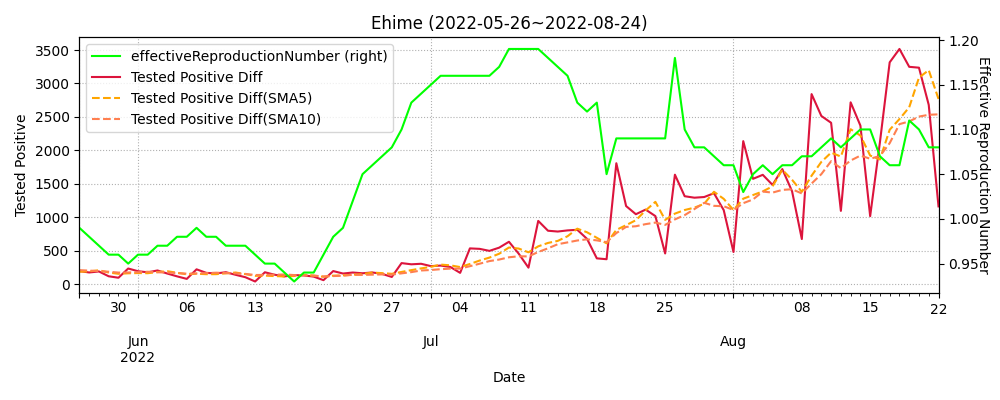 Ehime (2022-05-26~2022-08-24)
effectiveReproductionNumber (right)
Tested Positive Diff
Tested Positive Diff(SMA5)
Tested Positive Diff(SMA10)
Tested Positive
3500
3000
2500
2000
1500
1000
500
0
1.20
1.15
1.10
1.05
1.00
0.95
Effective Reproduction Number
30 06 13 20 27 04 11 18 25 08 15 22
Jun Jul Aug
2022
Date